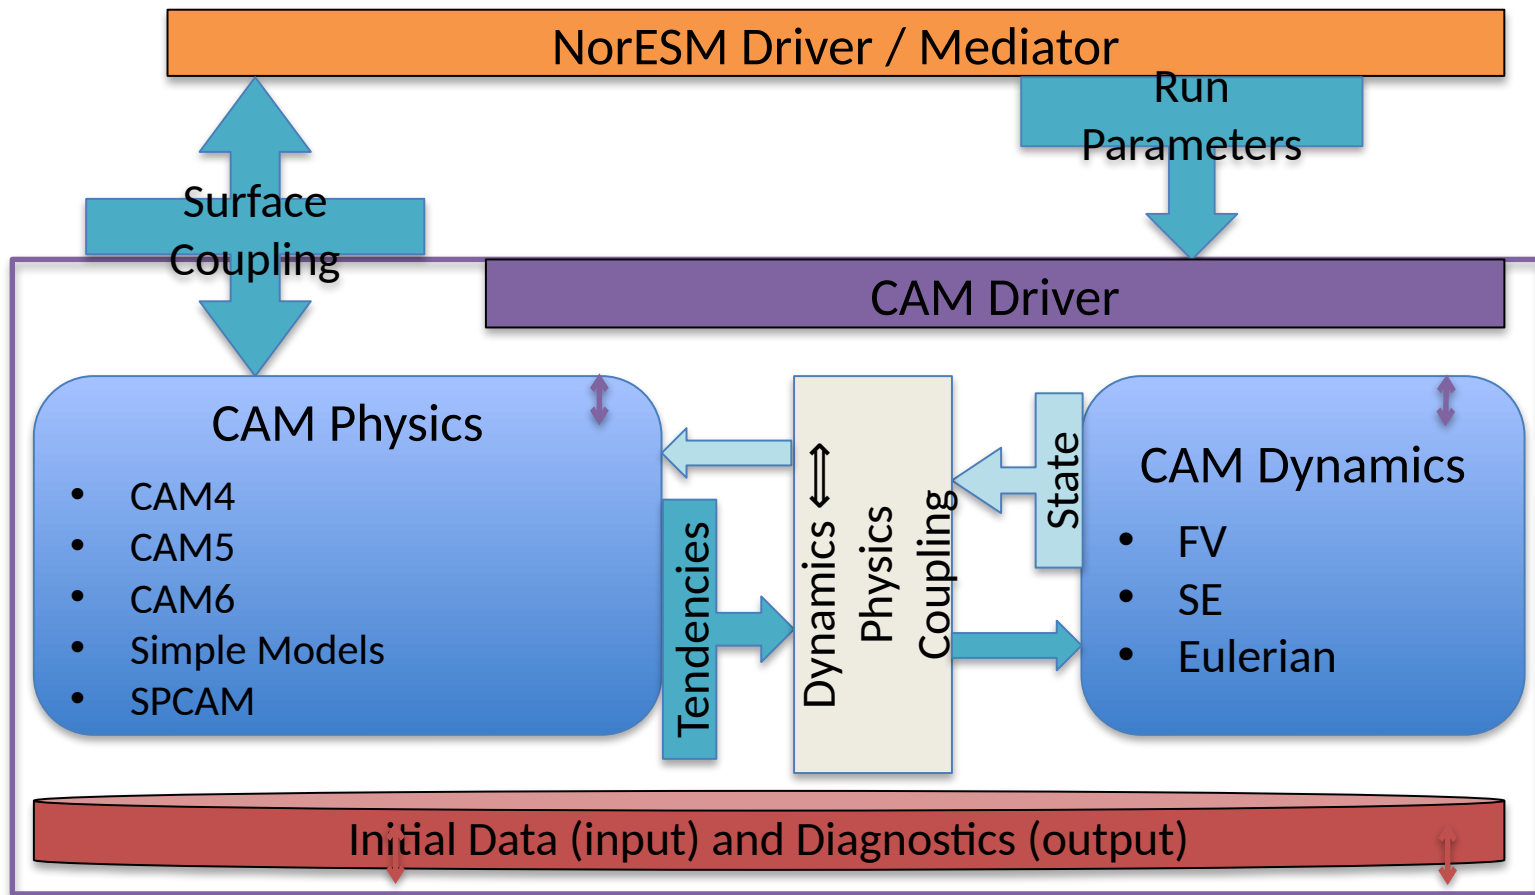 NorESM Driver / Mediator
Run
Parameters
Surface
Coupling
CAM Driver
CAM Physics
• CAM4
• CAM5
• CAM6
• Simple Models
• SPCAM
Tendencies
Dynamics ⇔
Physics
Coupling
State
CAM Dynamics
• FV
• SE
• Eulerian
Initial Data (input) and Diagnostics (output)